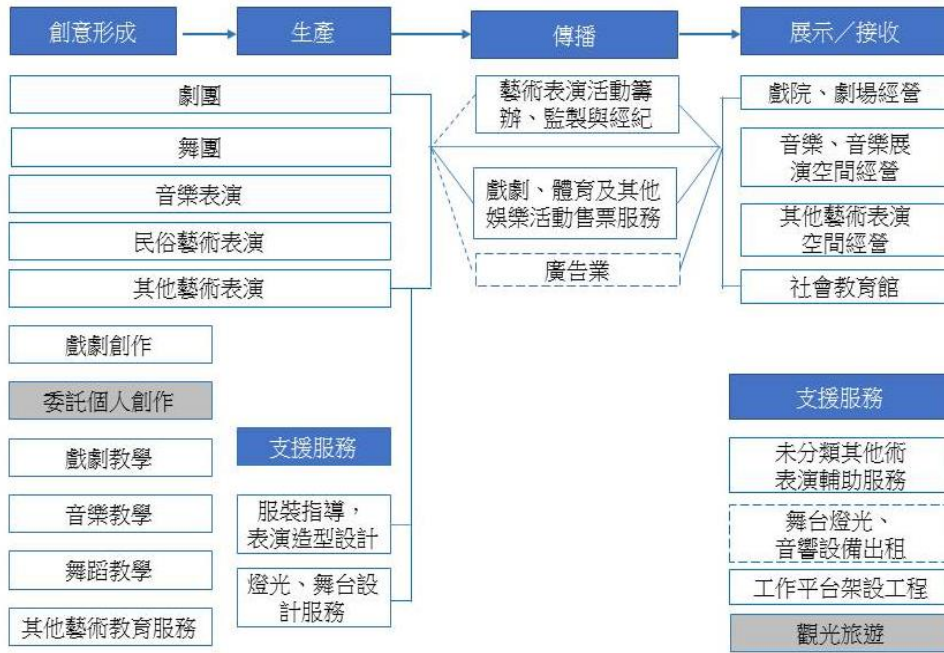 創意形成
生產
傳播
展示／接收
劇團
舞團
音樂表演
民俗藝術表演
其他藝術表演
戲劇創作
委託個人創作
戲劇教學
音樂教學
舞蹈教學
其他藝術教育服務
支援服務
服裝指導，
表演造型設計
燈光、舞台設
計服務
藝術表演活動籌
辦、監製與經紀
戲劇、體育及其他
娛樂活動售票服務
廣告業
戲院、劇場經營
音樂、音樂展
演空間經營
其他藝術表演
空間經營
社會教育館
支援服務
未分類其他術
表演輔助服務
舞台燈光、
音響設備出租
工作平台架設工程
觀光旅遊